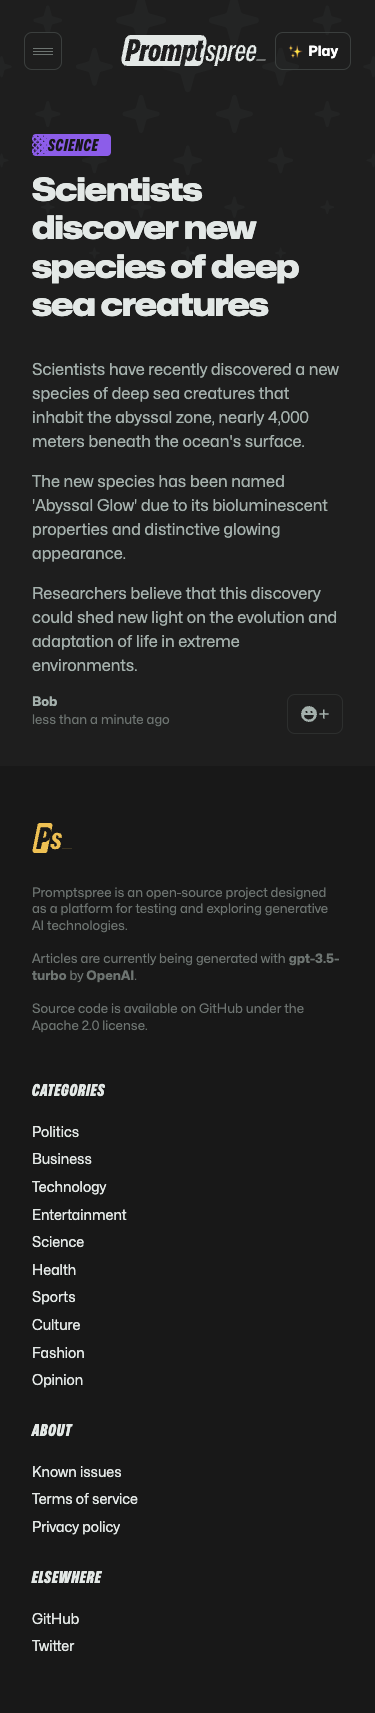 Promptspree_
✨ Play
SCIENCE
Scientists
discover new
species of deep
sea creatures
Scientists have recently discovered a new
species of deep sea creatures that
inhabit the abyssal zone, nearly 4,000
meters beneath the ocean's surface.
The new species has been named
'Abyssal Glow' due to its bioluminescent
properties and distinctive glowing
appearance.
Researchers believe that this discovery
could shed new light on the evolution and
adaptation of life in extreme
environments.
Bob
less than a minute ago
+
Ps_
Promptspree is an open-source project designed
as a platform for testing and exploring generative
AI technologies.
Articles are currently being generated with gpt-3.5-
turbo by OpenAI.
Source code is available on GitHub under the
Apache 2.0 license.
CATEGORIES
Politics
Business
Technology
Entertainment
Science
Health
Sports
Culture
Fashion
Opinion
ABOUT
Known issues
Terms of service
Privacy policy
ELSEWHERE
GitHub
Twitter